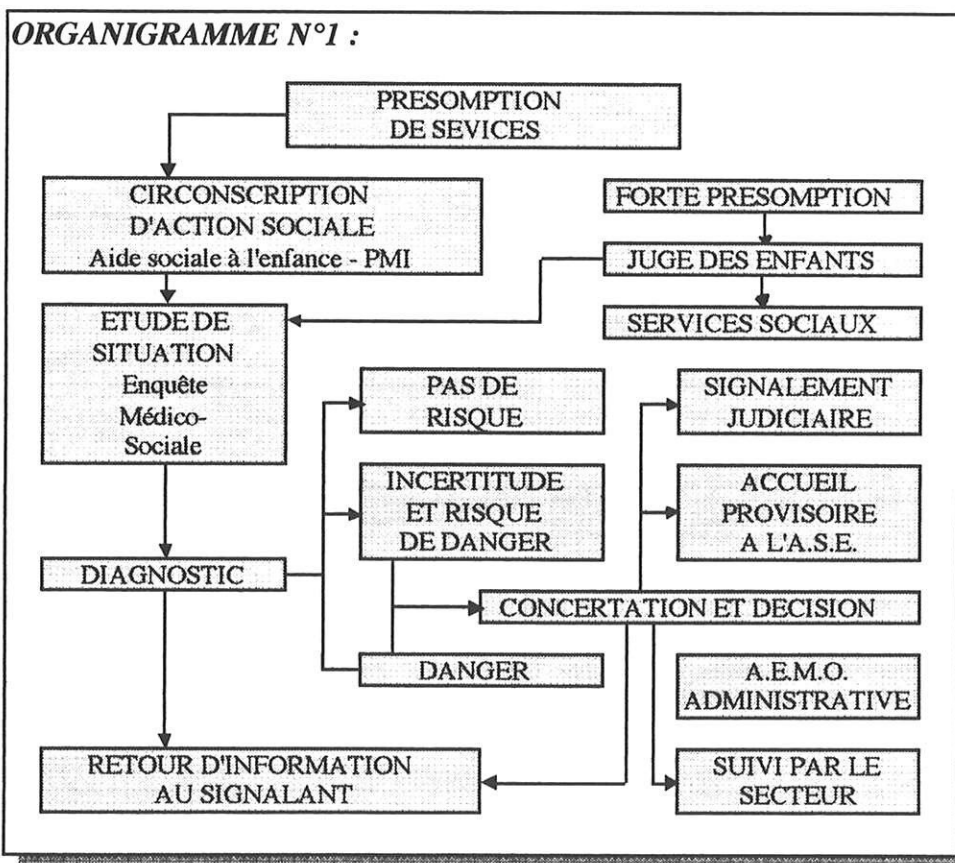 ORGANIGRAMME N°1 :
PRESOMPTION
DE SEVICES
CIRCONSCRIPTION
D'ACTION SOCIALE
Aide sociale à l'enfance - PMI
FORTE PRESOMPTION
JUGE DES ENFANTS
SERVICES SOCIAUX
ETUDE DE
SITUATION
Enquête
Médico-
Sociale
PAS DE
RISQUE
SIGNALEMENT
JUDICIAIRE
INCERTITUDE
ET RISQUE
DE DANGER
ACCUEIL
PROVISOIRE
A L'A.S.E.
DIAGNOSTIC
CONCERTATION ET DECISION
DANGER
A.E.M.O.
ADMINISTRATIVE
RETOUR D'INFORMATION
AU SIGNALANT
SUIVI PAR LE
SECTEUR